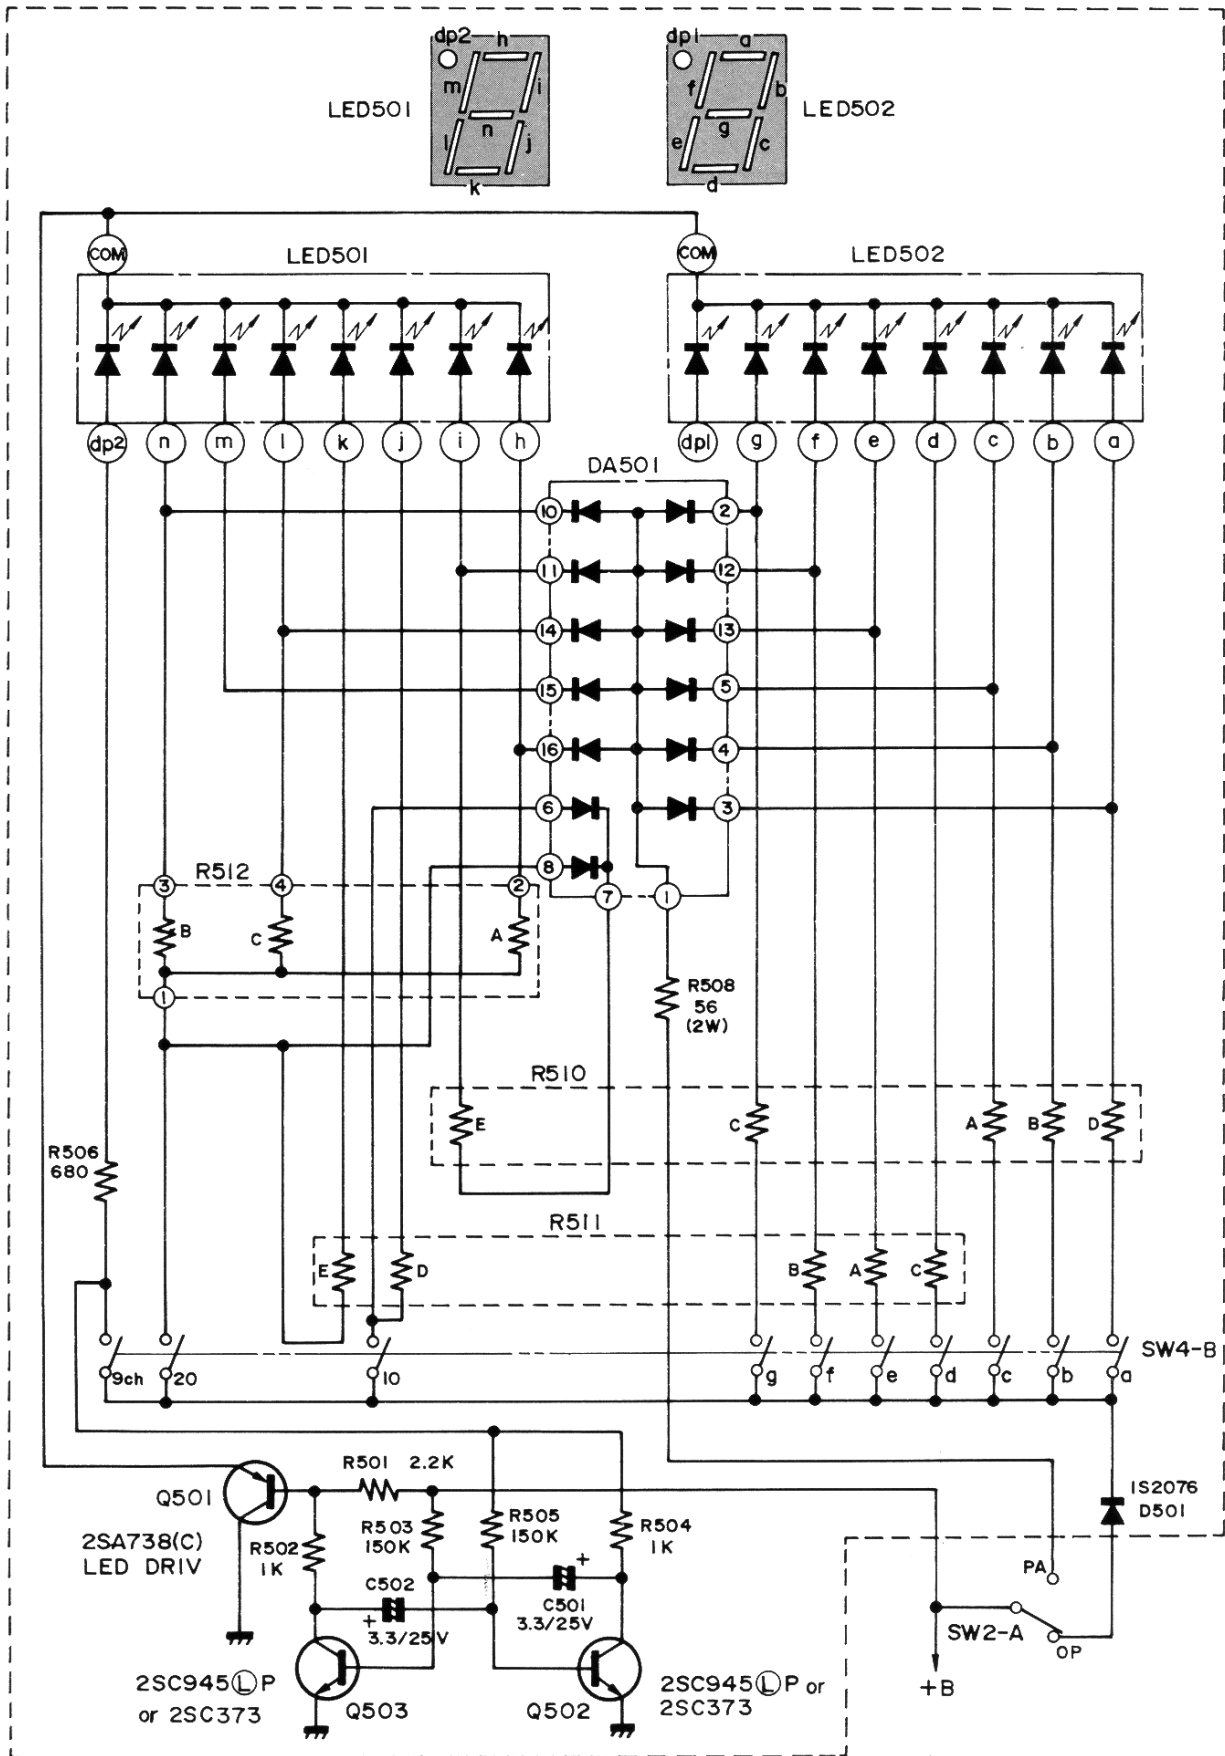 dp2 h
m i
n
l j
k
LED501
dp1 a
f b
g
e c
d
LED502
COM
LED501
COM
LED502
dp2 n m l k j i h
dp1 g f e d c b a
DA501
10 2
11 12
14 13
15 5
16 4
6 3
8
7 1
R512
3 4 2
B C A
1
R508
56
(2W)
R510
E C A B D
R506
680
R511
E D B A C
SW4-B
9ch 20 10 g f e d c b a
R501 2.2K
Q501
2SA738(C)
LED DRIV
R502
1K
R503
150K
R505
150K
R504
1K
1S2076
D501
C502
+
3.3/25V
+
C501
3.3/25V
PA
SW2-A
OP
+B
2SC945 L P
or 2SC373
Q503
Q502
2SC945 L P or
2SC373